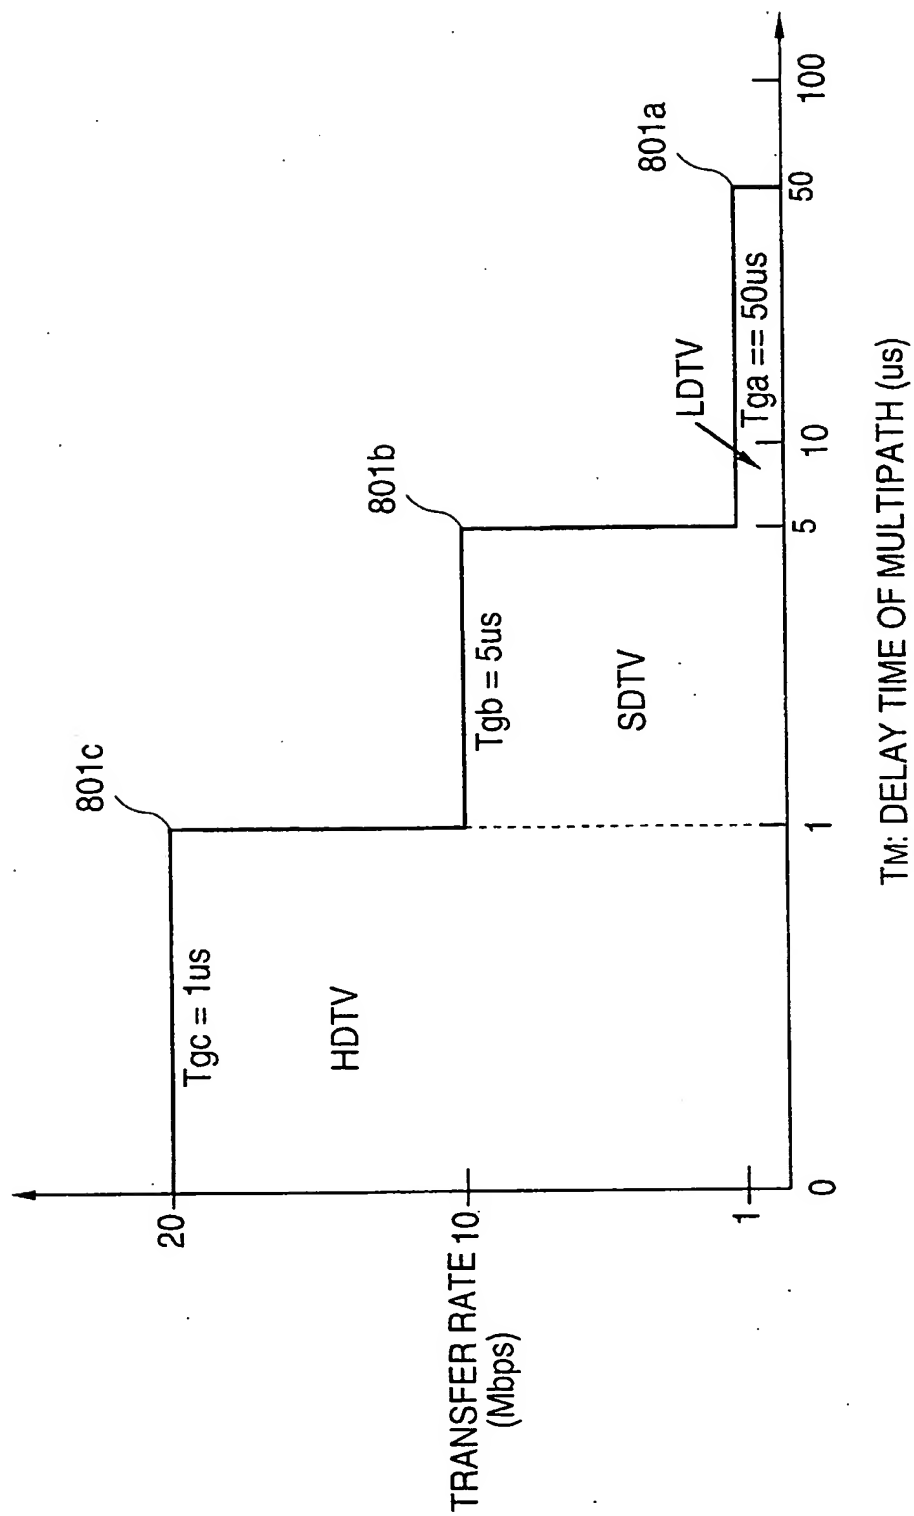 801c
801b
801a
20
Tgc = 1us
HDTV
TRANSFER RATE
(Mbps)
10
Tgb = 5us
SDTV
LDTV
Tga == 50us
1
0
1
5
10
50
100
TM: DELAY TIME OF MULTIPATH (us)